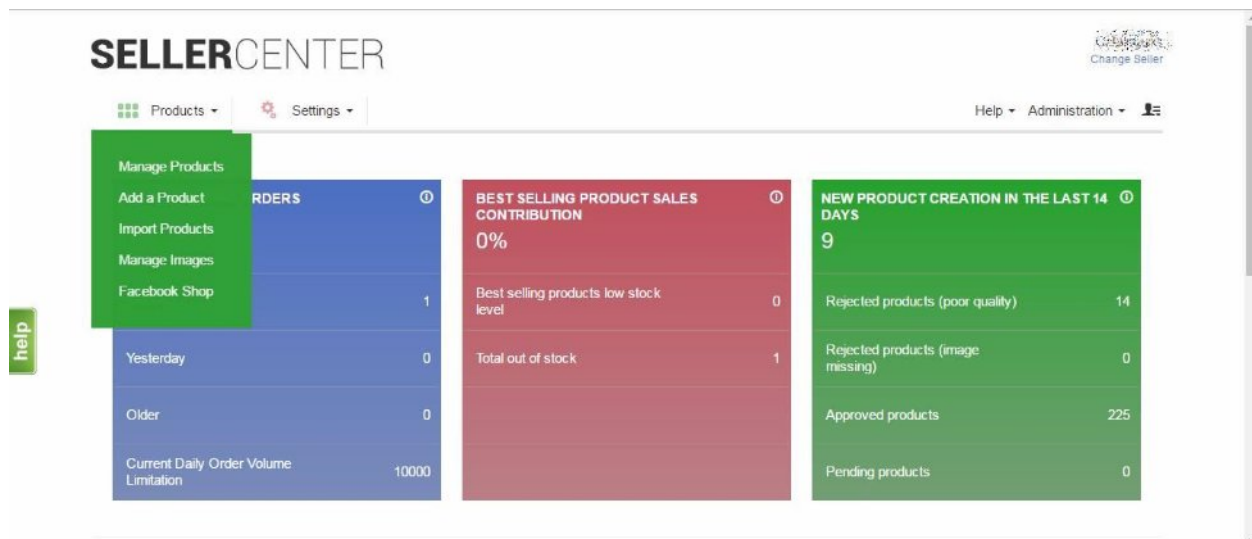 SELLERCENTER
Change Seller
Products
Settings
Help
Administration
Manage Products
Add a Product
Import Products
Manage Images
Facebook Shop
RDERS
1
Yesterday 0
Older 0
Current Daily Order Volume
Limitation 10000
BEST SELLING PRODUCT SALES
CONTRIBUTION
0%
Best selling products low stock
level 0
Total out of stock 1
NEW PRODUCT CREATION IN THE LAST 14
DAYS
9
Rejected products (poor quality) 14
Rejected products (image
missing) 0
Approved products 225
Pending products 0
help